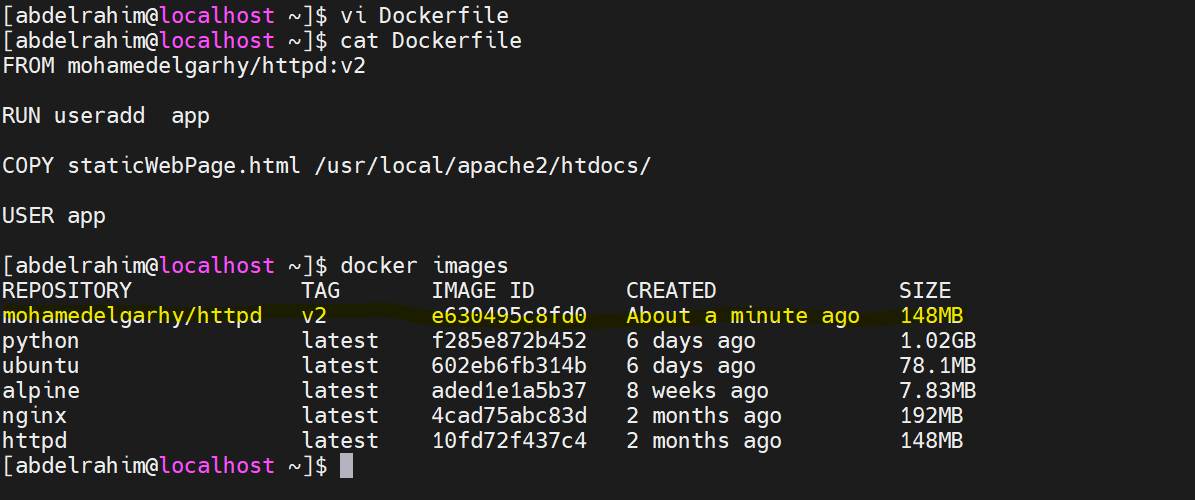 [abdelrahim@localhost ~]$ vi Dockerfile
[abdelrahim@localhost ~]$ cat Dockerfile
FROM mohamedelgarhy/httpd:v2
RUN useradd  app
COPY staticWebPage.html /usr/local/apache2/htdocs/
USER app
[abdelrahim@localhost ~]$ docker images
REPOSITORY             TAG       IMAGE ID       CREATED              SIZE
mohamedelgarhy/httpd   v2        e630495c8fd0   About a minute ago   148MB
python                 latest    f285e872b452   6 days ago           1.02GB
ubuntu                 latest    602eb6fb314b   6 days ago           78.1MB
alpine                 latest    aded1e1a5b37   8 weeks ago          7.83MB
nginx                  latest    4cad75abc83d   2 months ago         192MB
httpd                  latest    10fd72f437c4   2 months ago         148MB
[abdelrahim@localhost ~]$